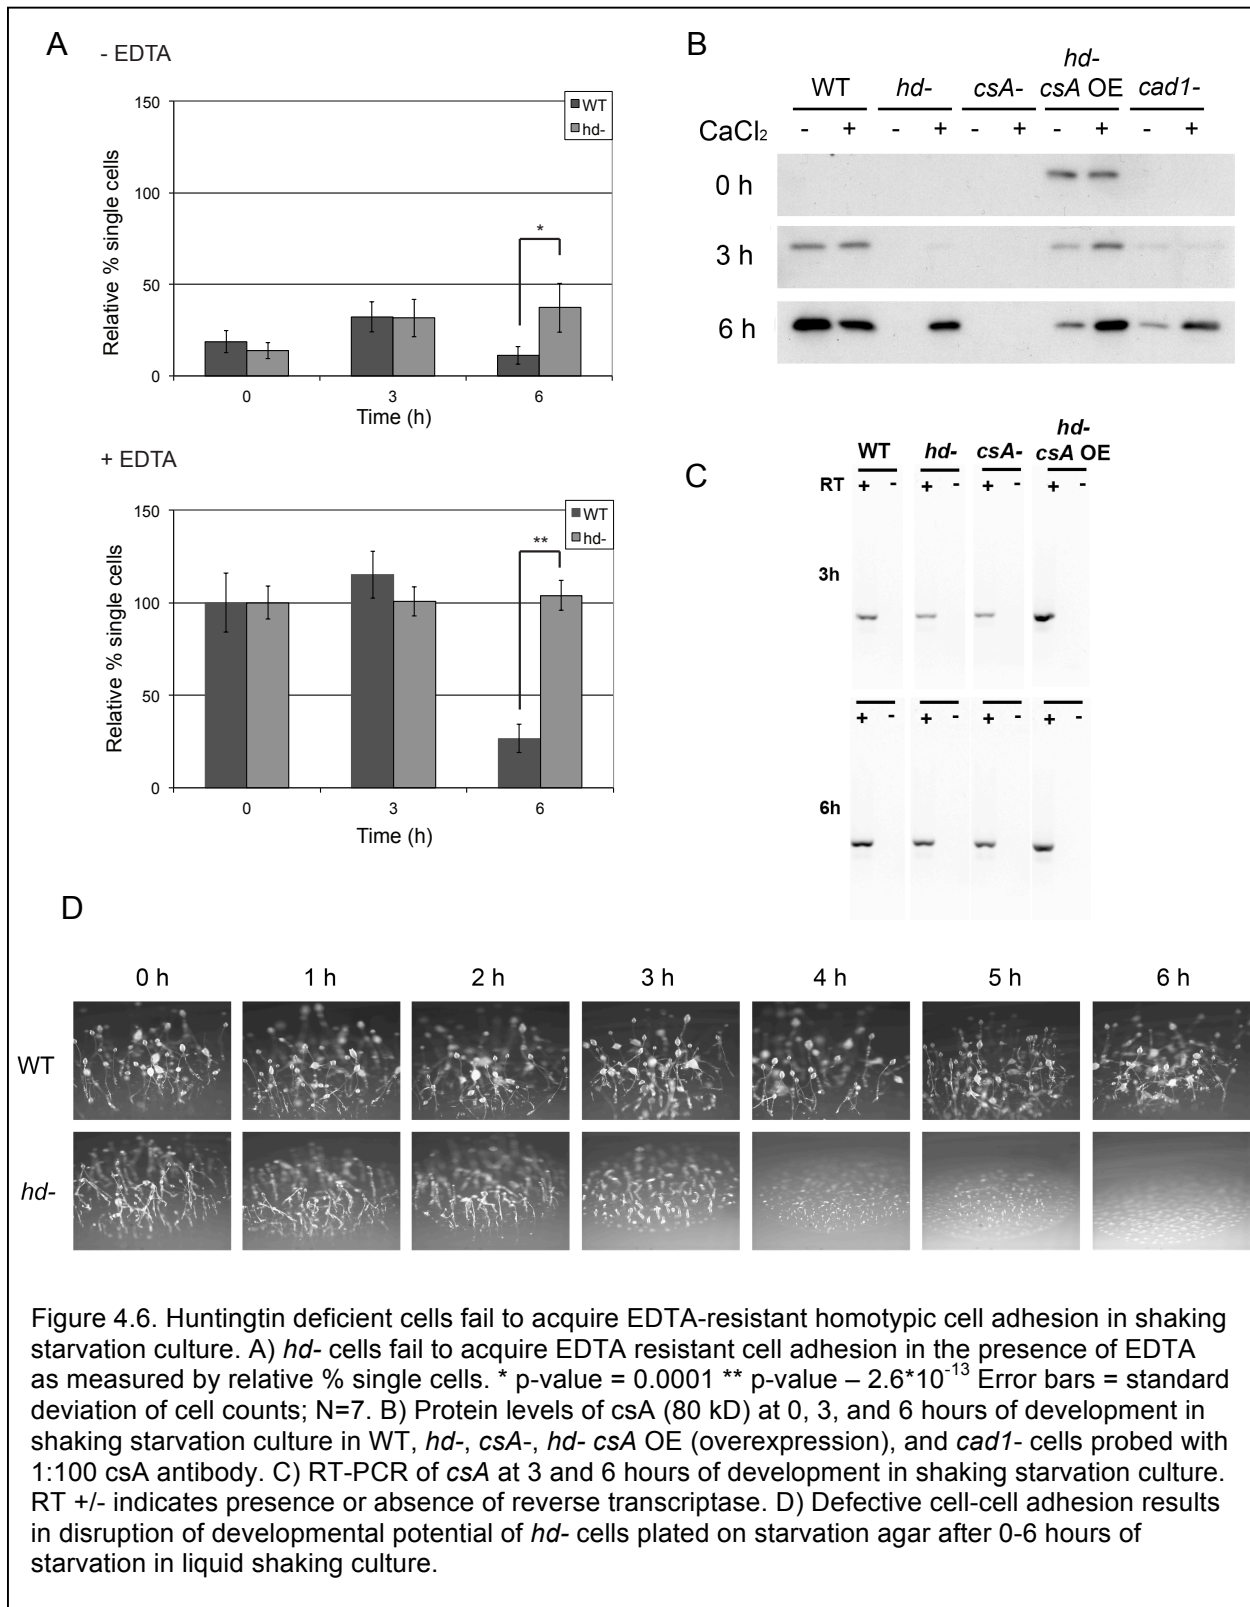 A
- EDTA
150
100
50
0
Relative % single cells
WT
hd-
*
0 3 6
Time (h)
+ EDTA
150
100
50
0
Relative % single cells
WT
hd-
**
0 3 6
Time (h)
B
WT hd- csA- hd- csA OE cad1-
CaCl₂ - + - + - + - + - +
0 h
3 h
6 h
C
WT hd- csA- hd- csA OE
RT + - + - + - + -
3h
+ - + - + - + -
6h
D
0 h 1 h 2 h 3 h 4 h 5 h 6 h
WT
hd-
Figure 4.6. Huntingtin deficient cells fail to acquire EDTA-resistant homotypic cell adhesion in shaking
starvation culture. A) hd- cells fail to acquire EDTA resistant cell adhesion in the presence of EDTA
as measured by relative % single cells. * p-value = 0.0001 ** p-value – 2.6*10⁻¹³ Error bars = standard
deviation of cell counts; N=7. B) Protein levels of csA (80 kD) at 0, 3, and 6 hours of development in
shaking starvation culture in WT, hd-, csA-, hd- csA OE (overexpression), and cad1- cells probed with
1:100 csA antibody. C) RT-PCR of csA at 3 and 6 hours of development in shaking starvation culture.
RT +/- indicates presence or absence of reverse transcriptase. D) Defective cell-cell adhesion results
in disruption of developmental potential of hd- cells plated on starvation agar after 0-6 hours of
starvation in liquid shaking culture.